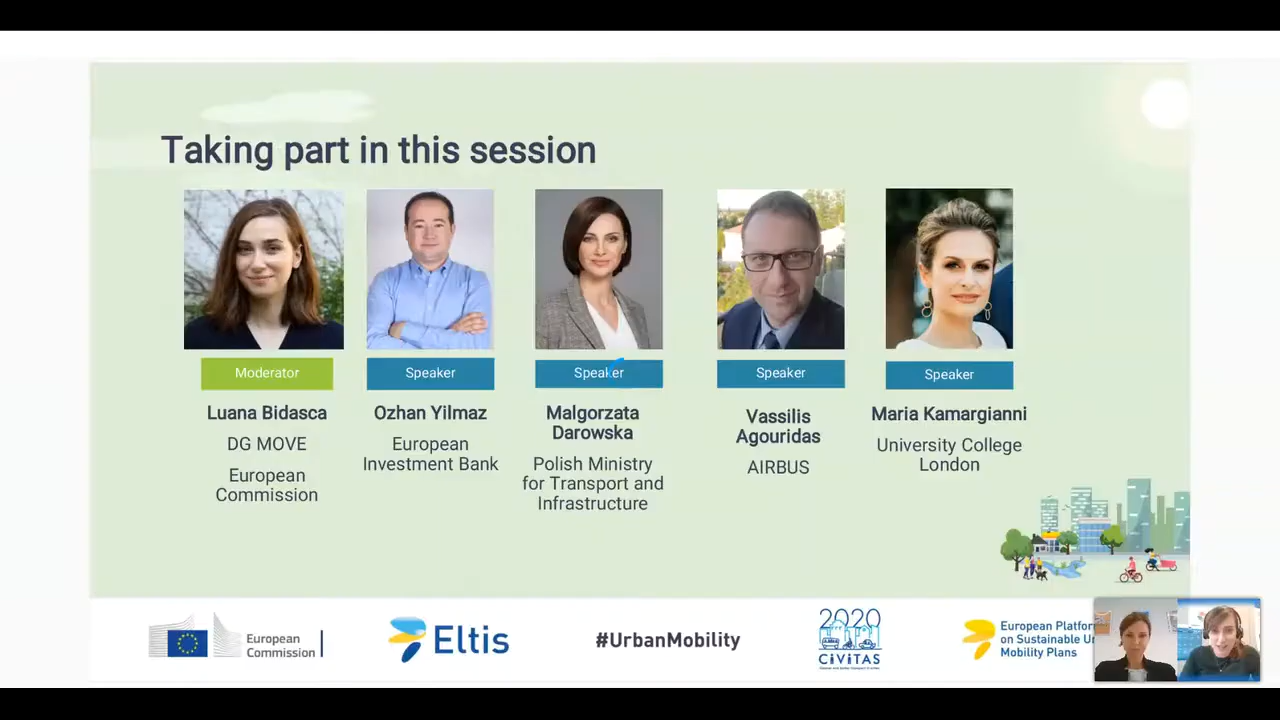 Taking part in this session
Moderator
Luana Bidasca
DG MOVE
European
Commission
Speaker
Ozhan Yilmaz
European
Investment Bank
Speaker
Malgorzata
Darowska
Polish Ministry
for Transport and
Infrastructure
Speaker
Vassilis
Agouridas
AIRBUS
Speaker
Maria Kamargianni
University College
London
European
Commission
Eltis
#UrbanMobility
2020
CiViTAS
European Platfor
on Sustainable U
Mobility Plans